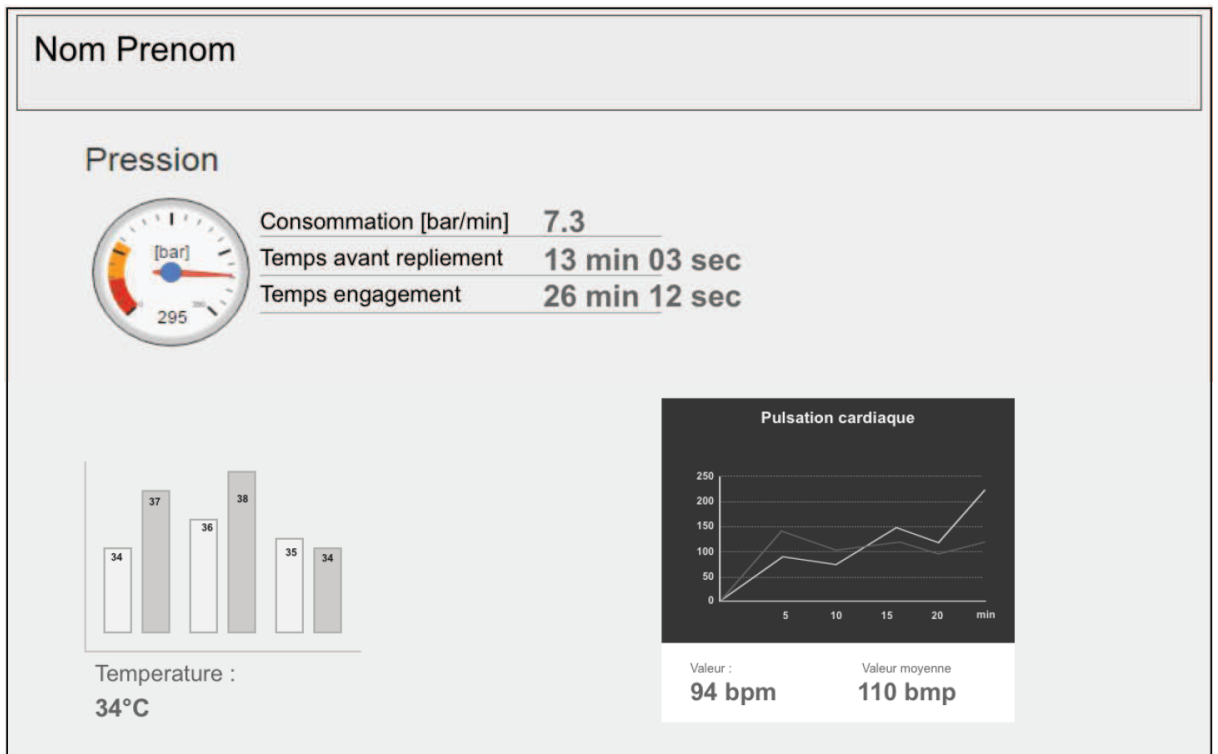 Nom Prenom
Pression
[bar]
295
Consommation [bar/min] 7.3
Temps avant repliement 13 min 03 sec
Temps engagement 26 min 12 sec
34
37
36
38
35
34
Temperature :
34°C
Pulsation cardiaque
250
200
150
100
50
0
5 10 15 20 min
Valeur : Valeur moyenne
94 bpm 110 bmp